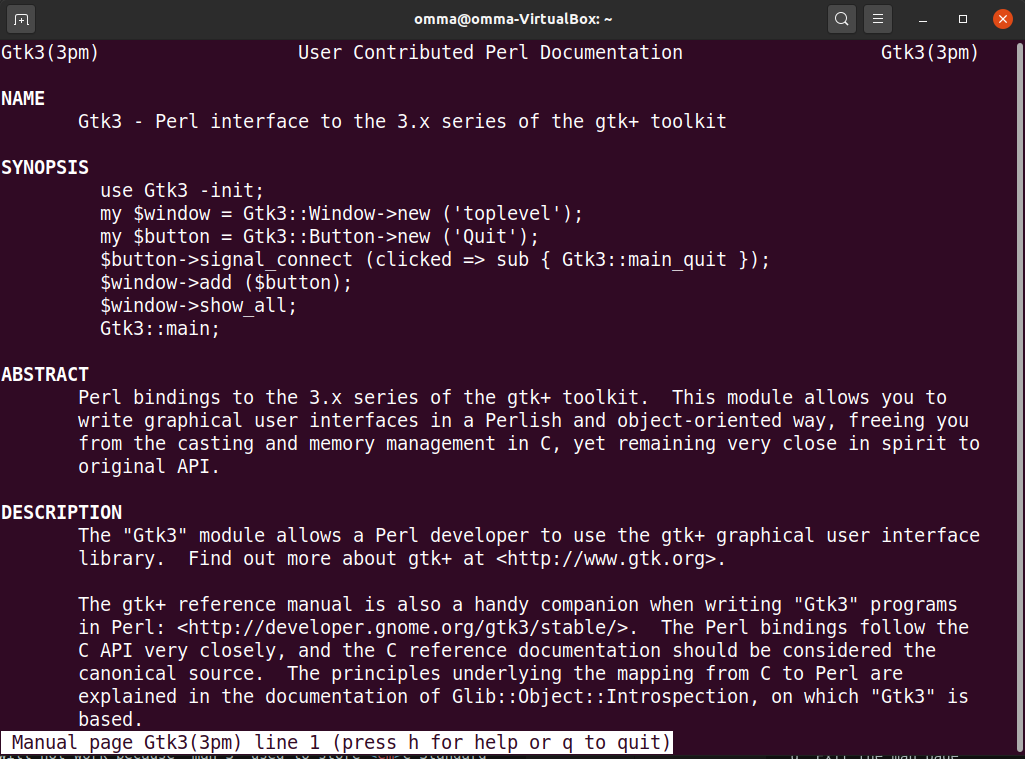 omma@omma-VirtualBox: ~
Gtk3(3pm) User Contributed Perl Documentation Gtk3(3pm)
NAME
Gtk3 - Perl interface to the 3.x series of the gtk+ toolkit
SYNOPSIS
use Gtk3 -init;
my $window = Gtk3::Window->new ('toplevel');
my $button = Gtk3::Button->new ('Quit');
$button->signal_connect (clicked => sub { Gtk3::main_quit });
$window->add ($button);
$window->show_all;
Gtk3::main;
ABSTRACT
Perl bindings to the 3.x series of the gtk+ toolkit.  This module allows you to
write graphical user interfaces in a Perlish and object-oriented way, freeing you
from the casting and memory management in C, yet remaining very close in spirit to
original API.
DESCRIPTION
The "Gtk3" module allows a Perl developer to use the gtk+ graphical user interface
library.  Find out more about gtk+ at <http://www.gtk.org>.
The gtk+ reference manual is also a handy companion when writing "Gtk3" programs
in Perl: <http://developer.gnome.org/gtk3/stable/>.  The Perl bindings follow the
C API very closely, and the C reference documentation should be considered the
canonical source.  The principles underlying the mapping from C to Perl are
explained in the documentation of Glib::Object::Introspection, on which "Gtk3" is
based.
Manual page Gtk3(3pm) line 1 (press h for help or q to quit)